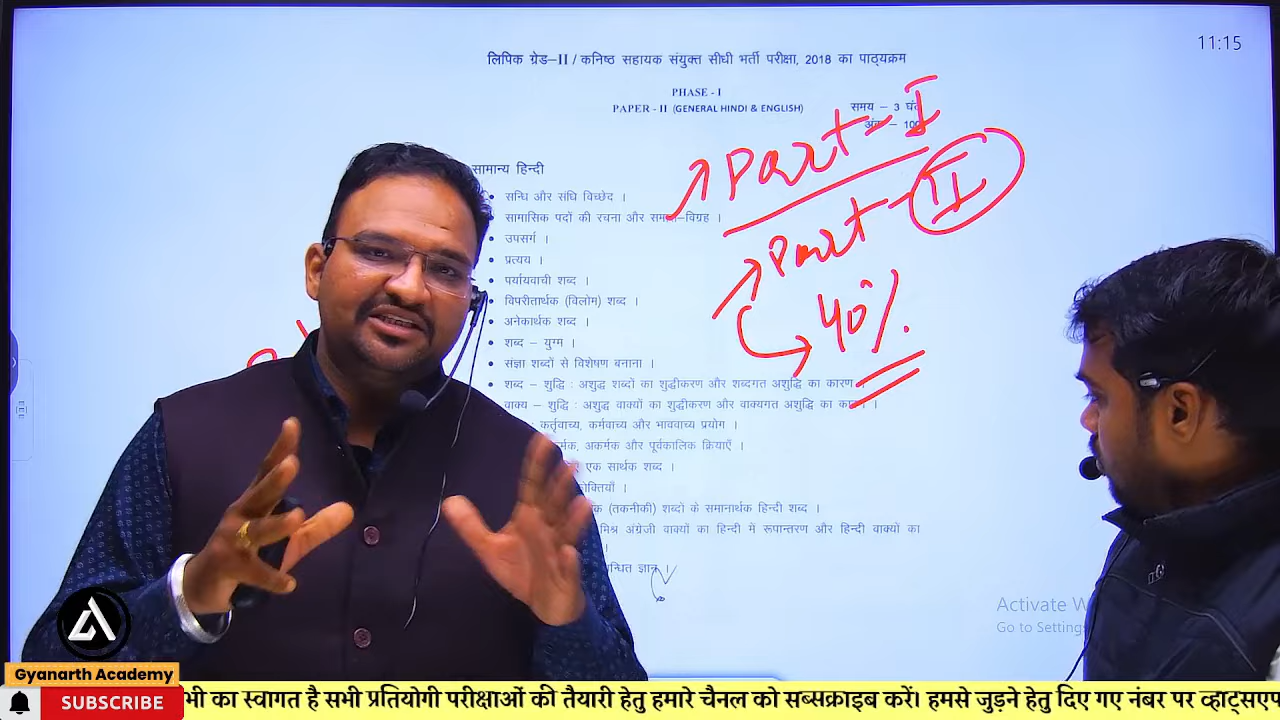 11:15
लिपिक ग्रेड–II / कनिष्ठ सहायक संयुक्त सीधी भर्ती परीक्षा, 2018 का पाठ्यक्रम
PHASE - I
PAPER - II (GENERAL HINDI & ENGLISH)
समय – 3 घंटे
अंक – 100
Part - I
Part - II
40%
सामान्य हिन्दी
सन्धि और संधि विच्छेद ।
सामासिक पदों की रचना और समास–विग्रह ।
उपसर्ग ।
प्रत्यय ।
पर्यायवाची शब्द ।
विपरीतार्थक (विलोम) शब्द ।
अनेकार्थक शब्द ।
शब्द – युग्म ।
संज्ञा शब्दों से विशेषण बनाना ।
शब्द – शुद्धि : अशुद्ध शब्दों का शुद्धीकरण और शब्दगत अशुद्धि का कारण
वाक्य – शुद्धि : अशुद्ध वाक्यों का शुद्धीकरण और वाक्यगत अशुद्धि का कारण ।
: कर्तृवाच्य, कर्मवाच्य और भाववाच्य प्रयोग ।
अकर्मक और पूर्वकालिक क्रियाएँ ।
एक सार्थक शब्द ।
(तकनीकी) शब्दों के समानार्थक हिन्दी शब्द ।
अंग्रेजी वाक्यों का हिन्दी में रूपान्तरण और हिन्दी वाक्यों का
ज्ञान ।
Activate
Go to Settings
Gyanarth Academy
SUBSCRIBE
भी का स्वागत है सभी प्रतियोगी परीक्षाओं की तैयारी हेतु हमारे चैनल को सब्सक्राइब करें। हमसे जुड़ने हेतु दिए गए नंबर पर व्हाट्सएप